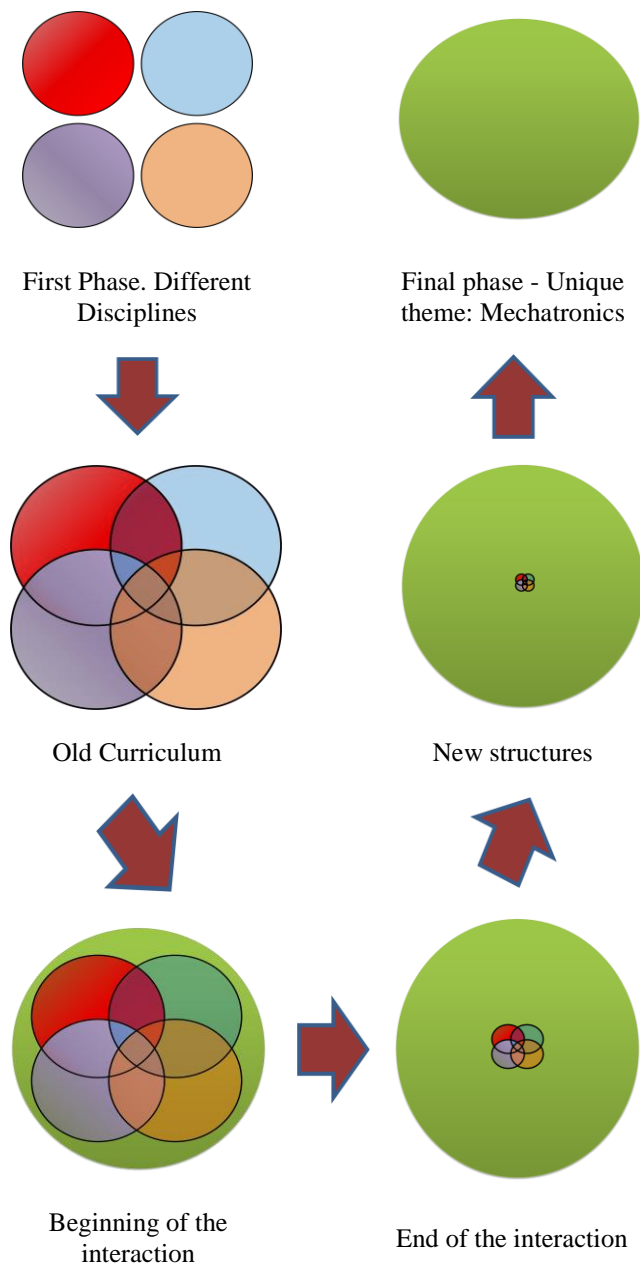 First Phase. Different
Disciplines
Final phase - Unique
theme: Mechatronics
Old Curriculum
New structures
Beginning of the
interaction
End of the interaction